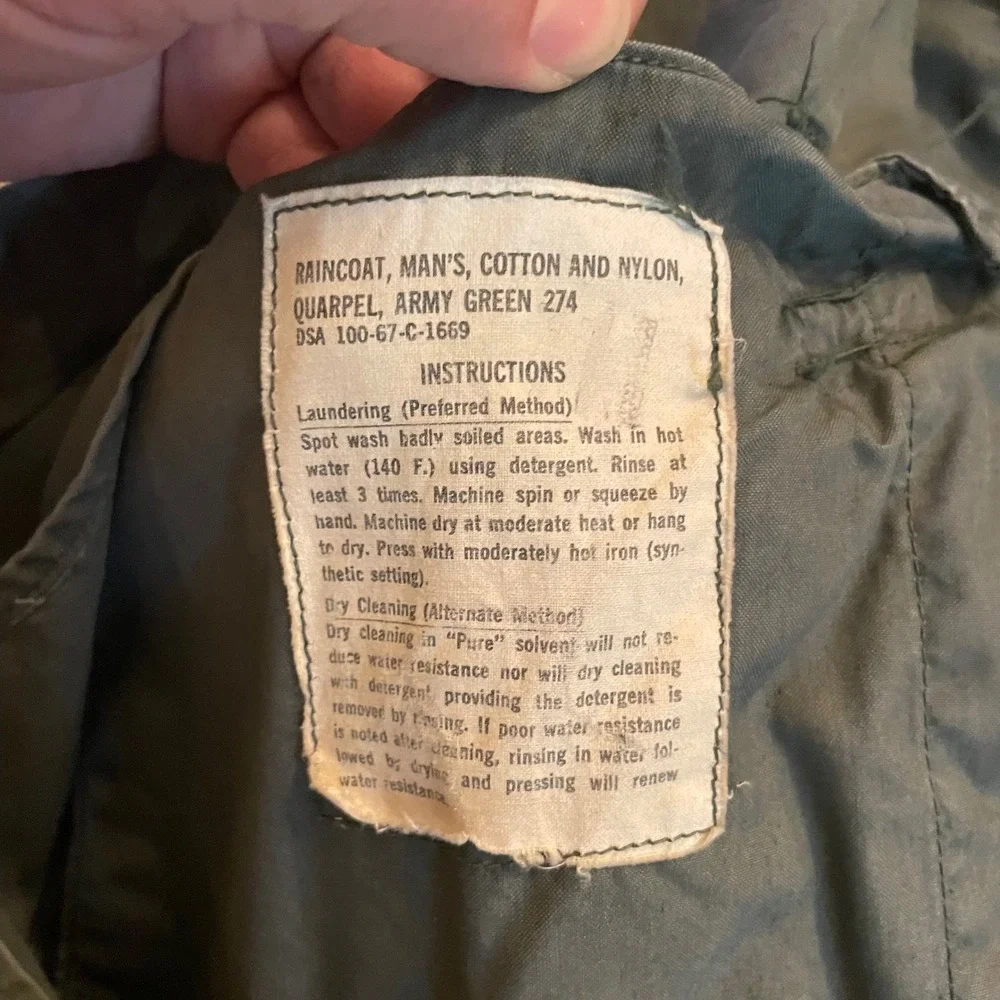 RAINCOAT, MAN'S, COTTON AND NYLON,
QUARPEL, ARMY GREEN 274
DSA 100-67-C-1669
INSTRUCTIONS
Laundering (Preferred Method)
Spot wash badly soiled areas. Wash in hot
water (140 F.) using detergent. Rinse at
least 3 times. Machine spin or squeeze by
hand. Machine dry at moderate heat or hang
to dry. Press with moderately hot iron (syn-
thetic setting).
Dry Cleaning (Alternate Method)
Dry cleaning in "Pure" solvent will not re-
duce water resistance nor will dry cleaning
with detergent providing the detergent is
removed by rinsing. If poor water resistance
is noted after cleaning, rinsing in water fol-
lowed by drying and pressing will renew
water resistance